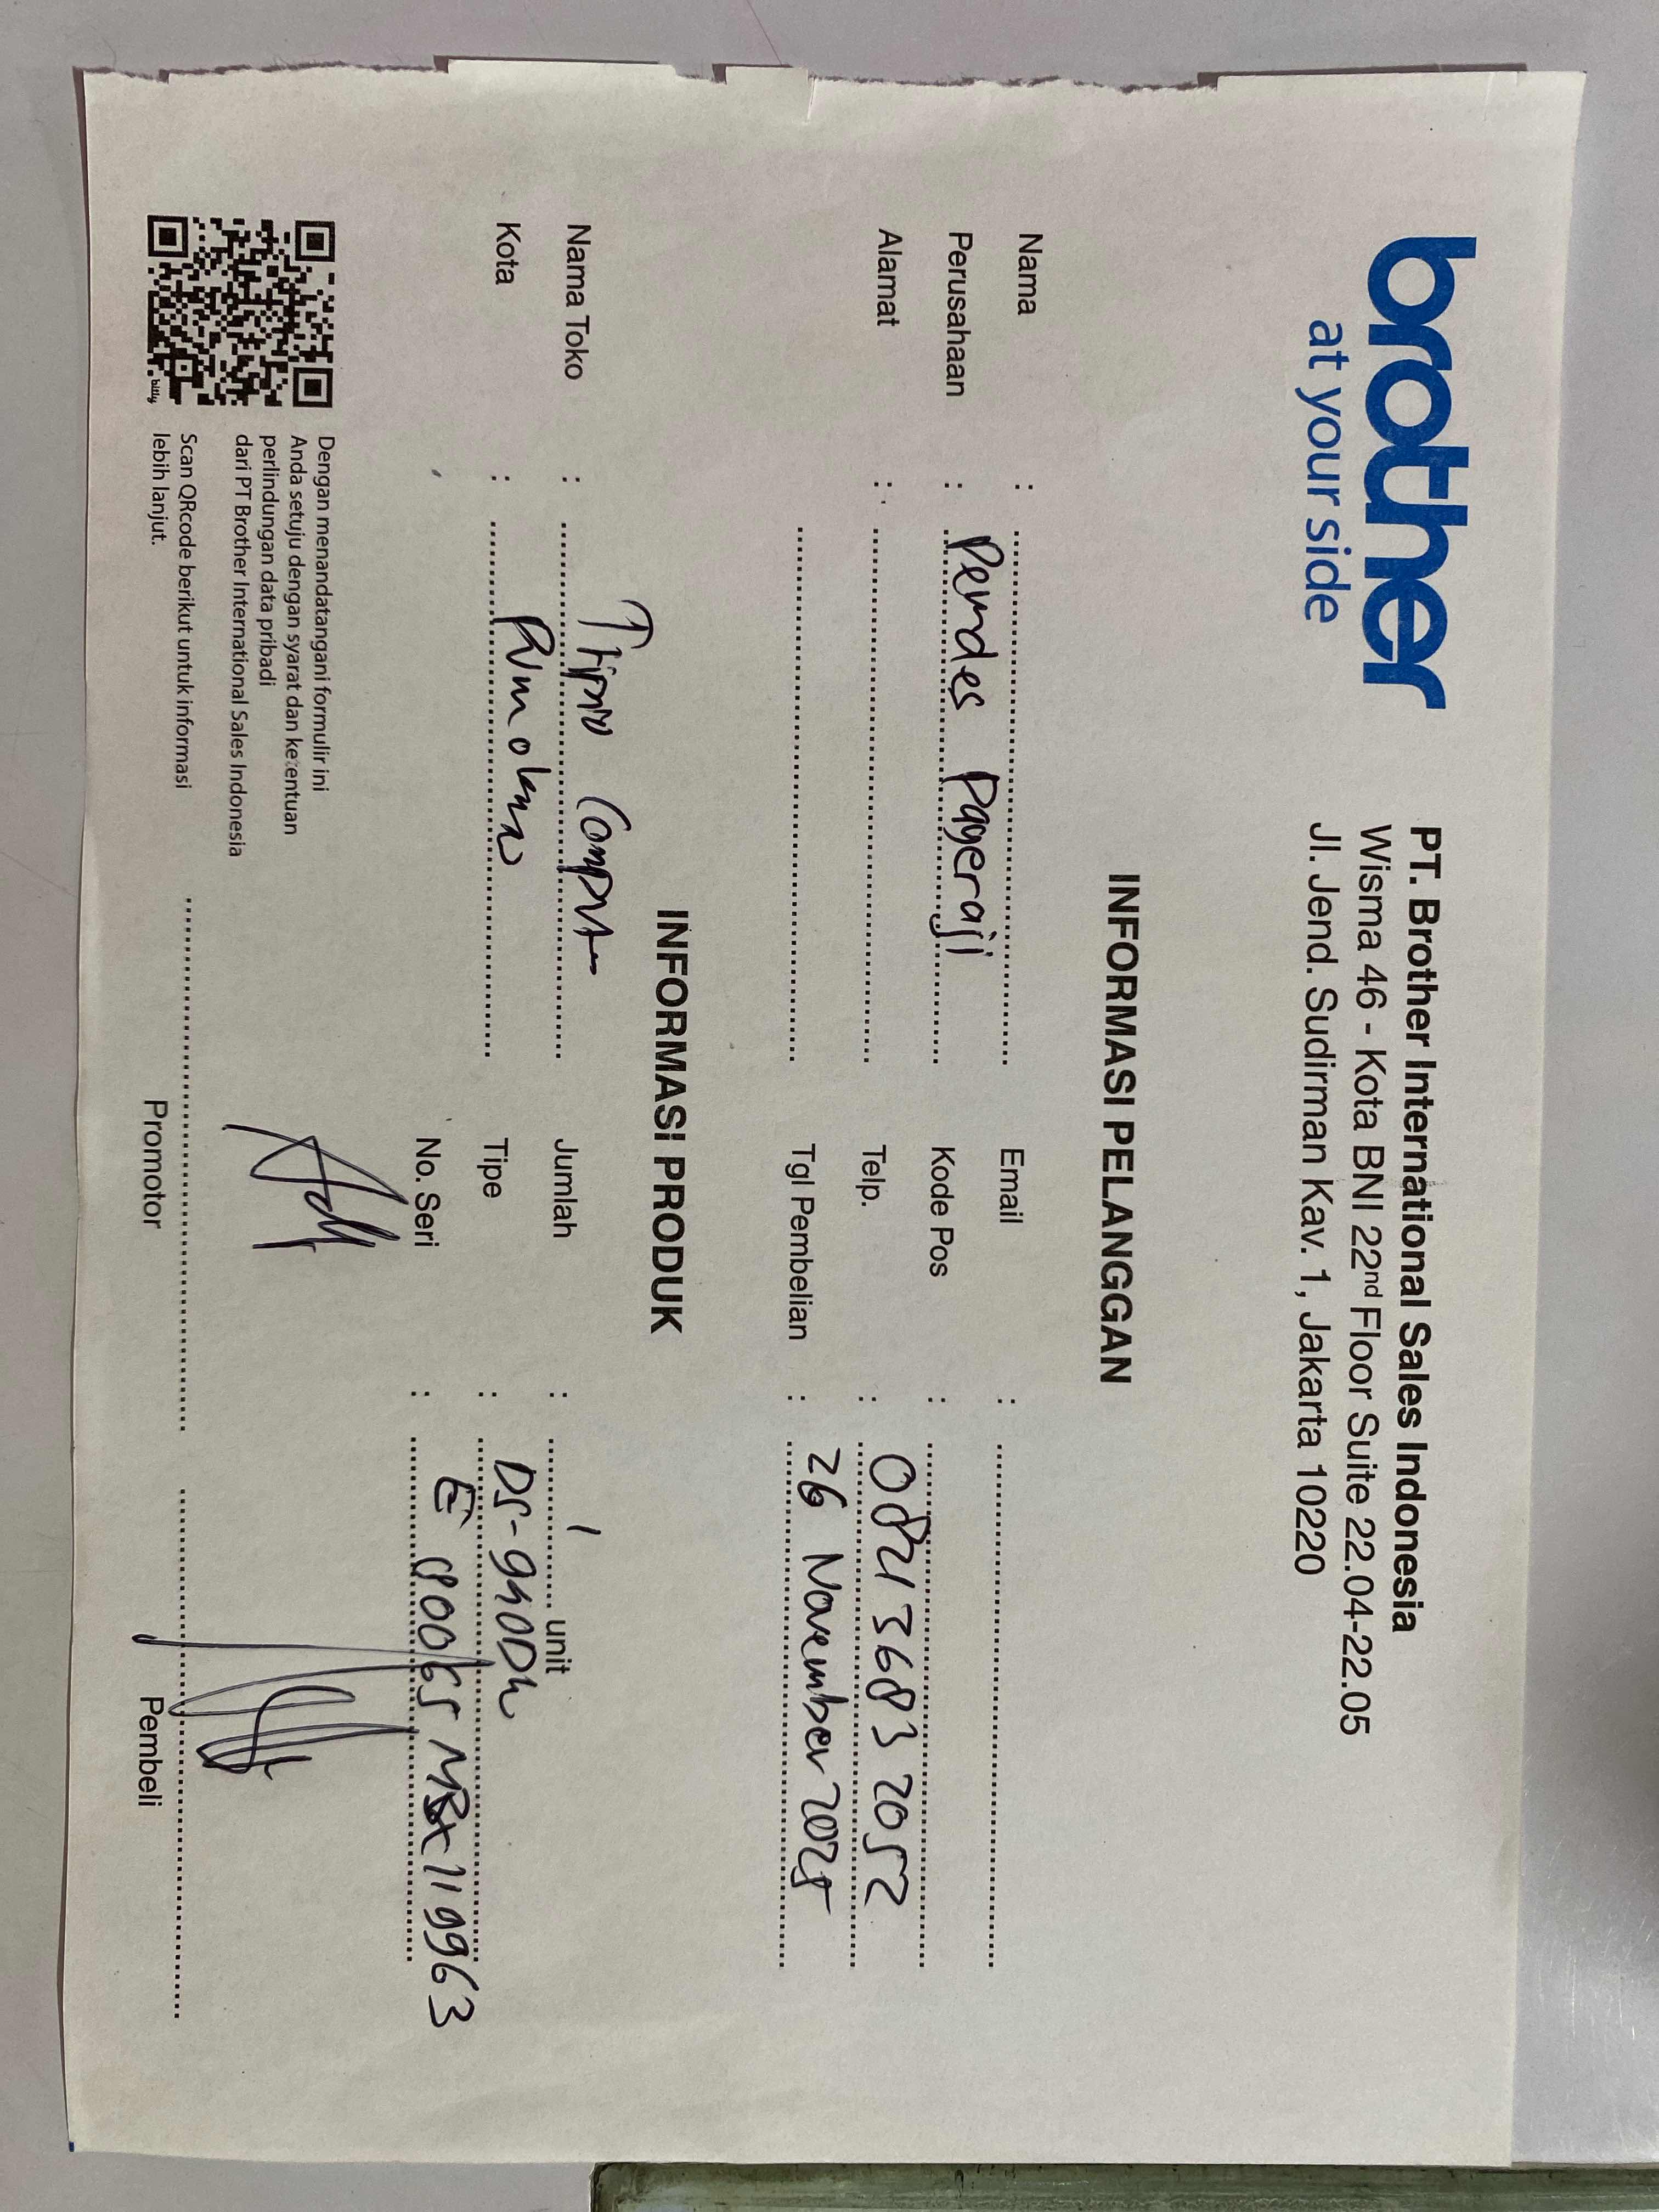 brother
at your side
PT. Brother International Sales Indonesia
Wisma 46 - Kota BNI 22nd Floor Suite 22.04-22.05
Jl. Jend. Sudirman Kav. 1, Jakarta 10220
INFORMASI PELANGGAN
Nama :
Email :
Perusahaan : Pemdes Pageraji
Kode Pos :
Alamat :
Telp. : 0821 3683 2052
Tgl Pembelian : 26 November 2025
INFORMASI PRODUK
Nama Toko :
Jumlah : 1 unit
Kota :
Tipe : DS-940DW
No. Seri :
Dengan menandatangani formulir ini
Anda setuju dengan syarat dan ketentuan
perlindungan data pribadi
dari PT Brother International Sales Indonesia
Scan QRcode berikut untuk informasi
lebih lanjut.
bitly
Promotor
Pembeli